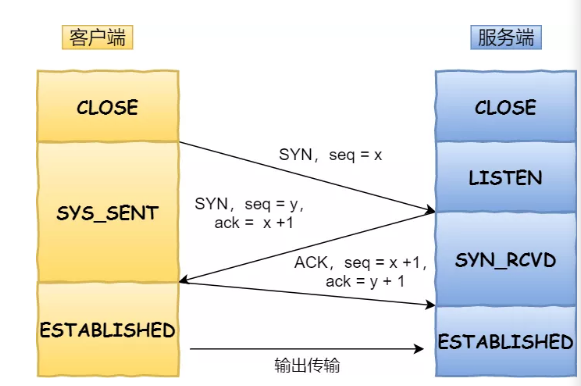 客户端
服务端
CLOSE
CLOSE
SYN，seq = x
LISTEN
SYS_SENT
SYN，seq = y，
ack = x +1
ACK，seq = x +1，
ack = y + 1
SYN_RCVD
ESTABLISHED
ESTABLISHED
输出传输